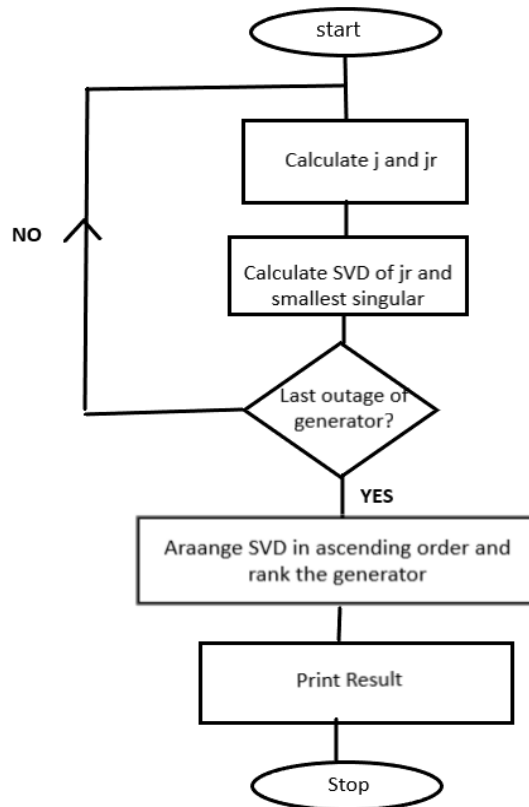 start
Calculate j and jr
NO
Calculate SVD of jr and
smallest singular
Last outage of
generator?
YES
Araange SVD in ascending order and
rank the generator
Print Result
Stop